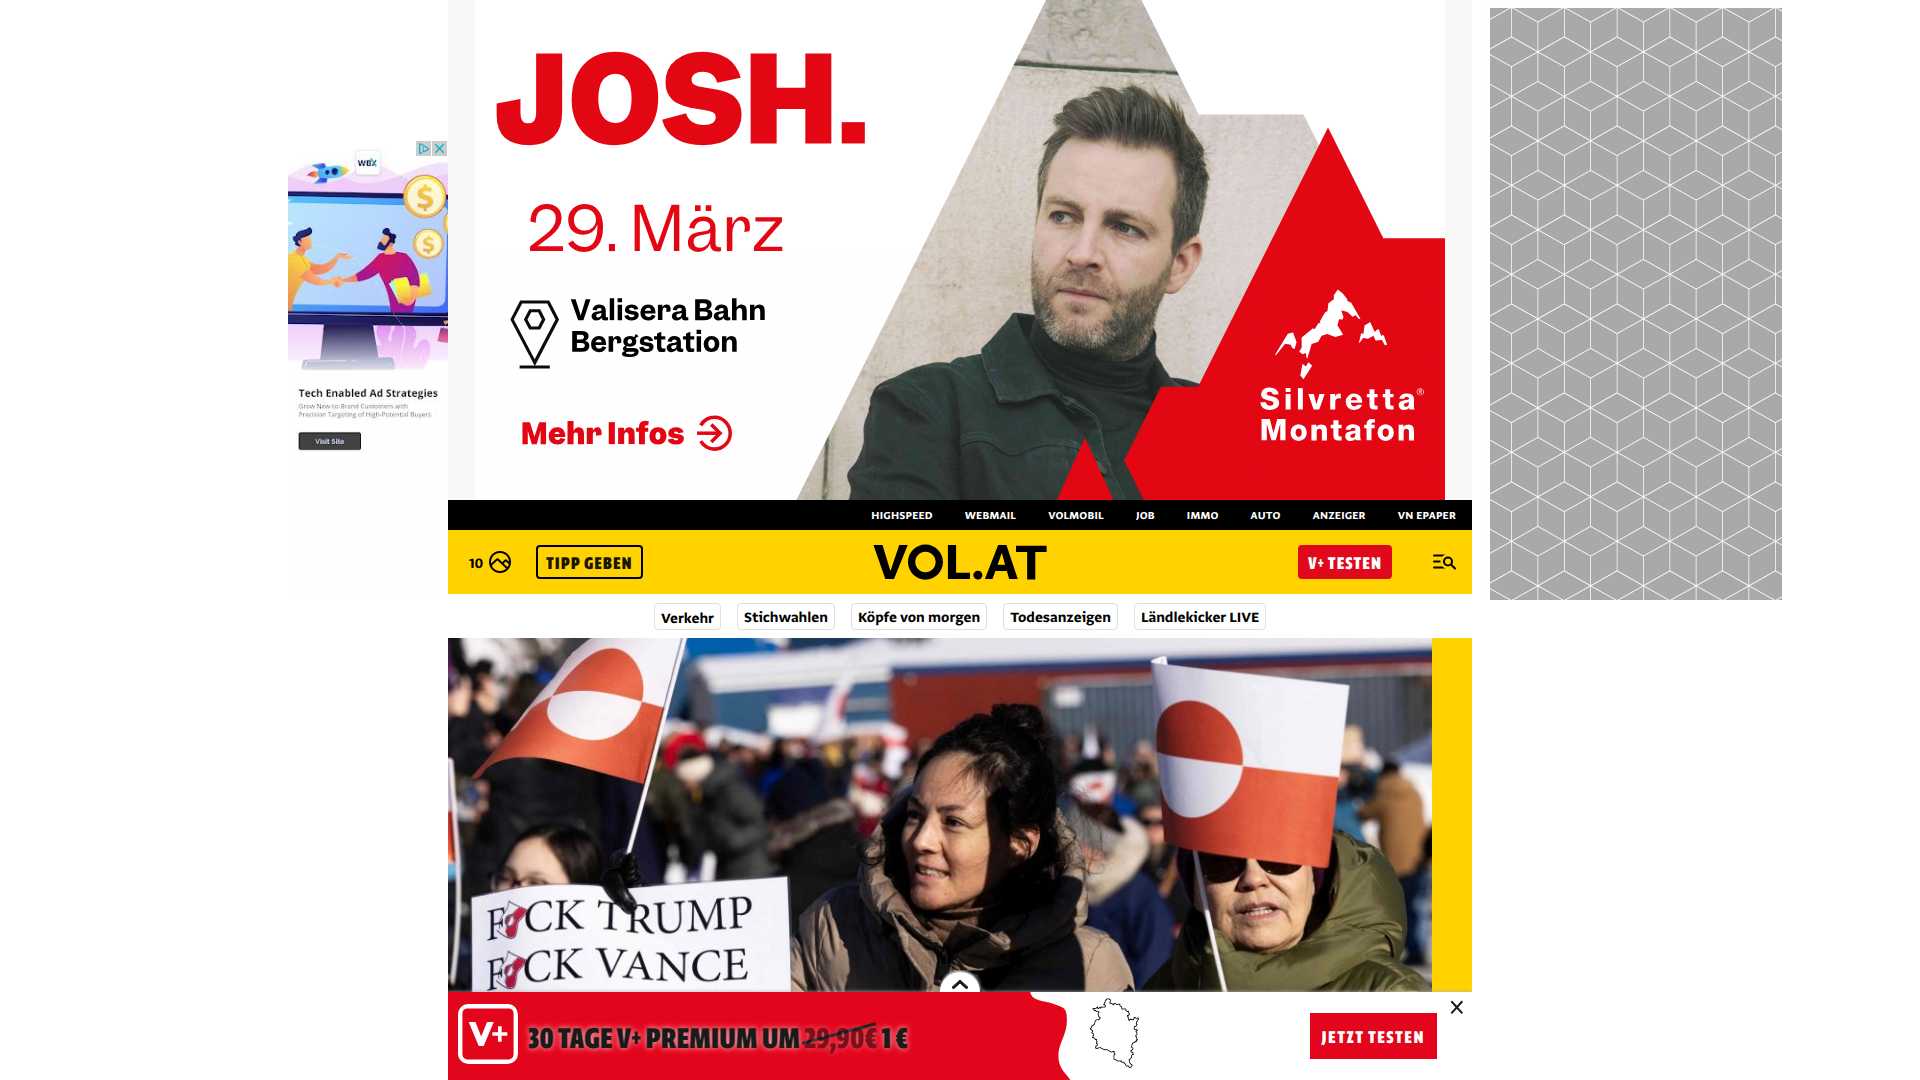 JOSH.
29. März
Valisera Bahn
Bergstation
Mehr Infos
Silvretta®
Montafon
WBX
$
$
Tech Enabled Ad Strategies
Grow New-to-Brand Customers with
Precision Targeting of High-Potential Buyers.
Visit Site
HIGHSPEED WEBMAIL VOLMOBIL JOB IMMO AUTO ANZEIGER VN EPAPER
10 TIPP GEBEN VOL.AT V+ TESTEN
Verkehr Stichwahlen Köpfe von morgen Todesanzeigen Ländlekicker LIVE
F CK TRUMP
F CK VANCE
V+ 30 TAGE V+ PREMIUM UM 29,90€ 1 € JETZT TESTEN